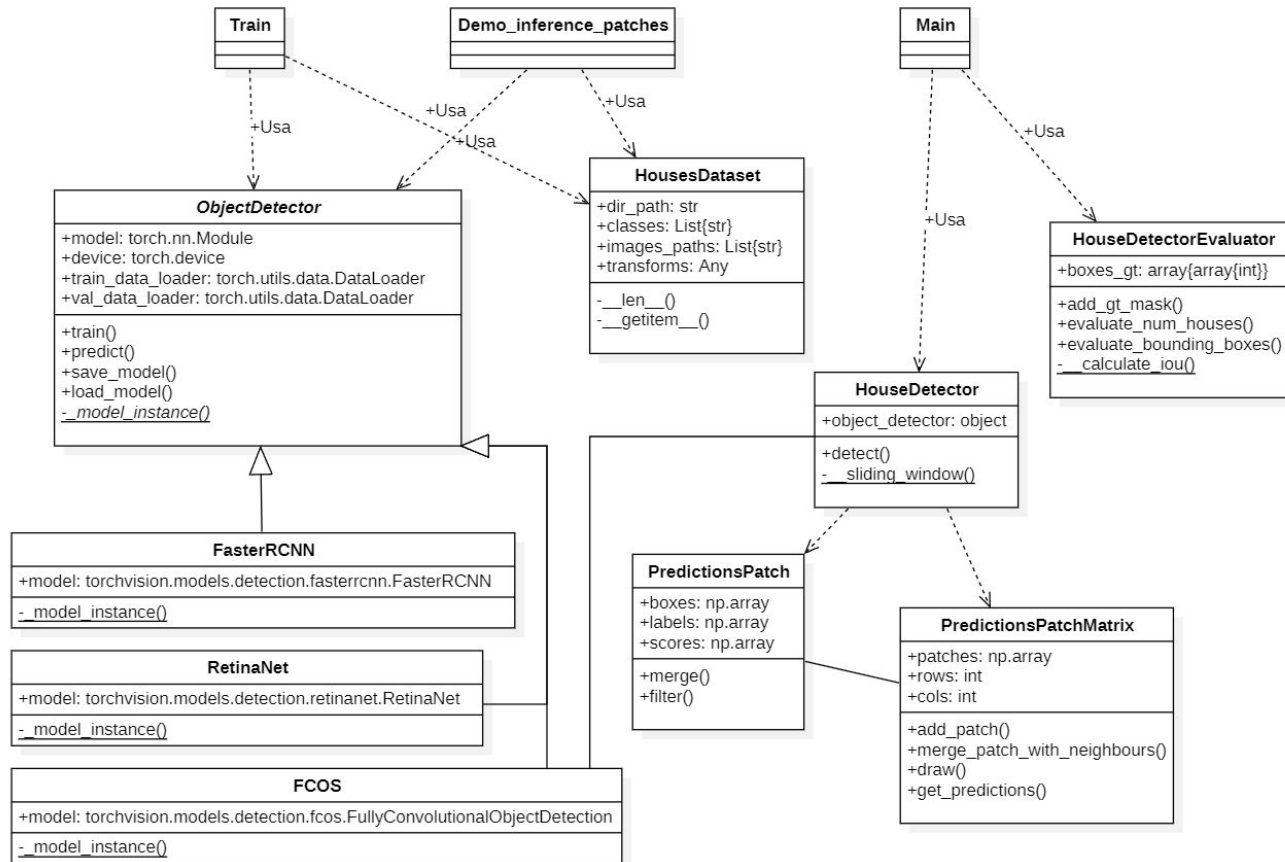 Train
Demo_inference_patches
Main
+Usa
+Usa
+Usa
+Usa
+Usa
HousesDataset
+dir_path: str
+classes: List{str}
+images_paths: List{str}
+transforms: Any
-__len__()
-__getitem__()
ObjectDetector
+model: torch.nn.Module
+device: torch.device
+train_data_loader: torch.utils.data.DataLoader
+val_data_loader: torch.utils.data.DataLoader
+train()
+predict()
+save_model()
+load_model()
-_model_instance()
+Usa
HouseDetectorEvaluator
+boxes_gt: array{array{int}}
+add_gt_mask()
+evaluate_num_houses()
+evaluate_bounding_boxes()
-__calculate_iou()
HouseDetector
+object_detector: object
+detect()
-__sliding_window()
FasterRCNN
+model: torchvision.models.detection.fasterrcnn.FasterRCNN
-_model_instance()
PredictionsPatch
+boxes: np.array
+labels: np.array
+scores: np.array
+merge()
+filter()
PredictionsPatchMatrix
+patches: np.array
+rows: int
+cols: int
+add_patch()
+merge_patch_with_neighbours()
+draw()
+get_predictions()
RetinaNet
+model: torchvision.models.detection.retinanet.RetinaNet
-_model_instance()
FCOS
+model: torchvision.models.detection.fcos.FullyConvolutionalObjectDetection
-_model_instance()